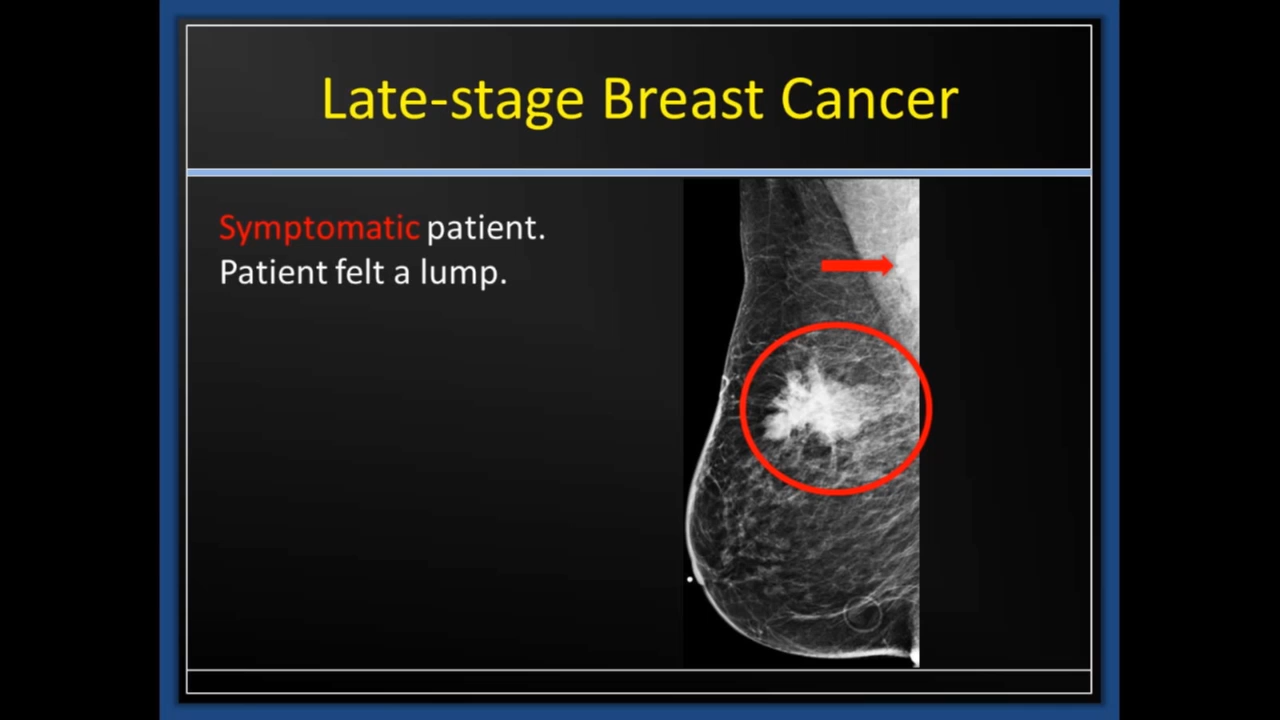 Late-stage Breast Cancer
Symptomatic patient.
Patient felt a lump.